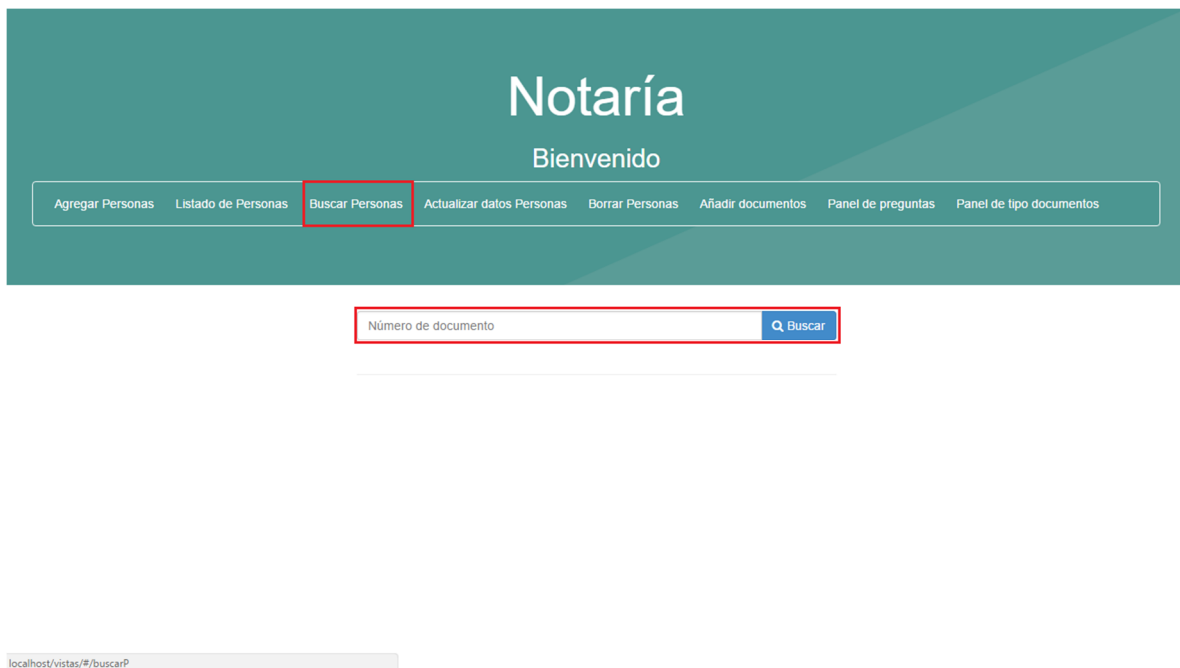 Notaría
Bienvenido
Agregar Personas Listado de Personas Buscar Personas Actualizar datos Personas Borrar Personas Añadir documentos Panel de preguntas Panel de tipo documentos
Número de documento Buscar
localhost/vistas/#/buscarP